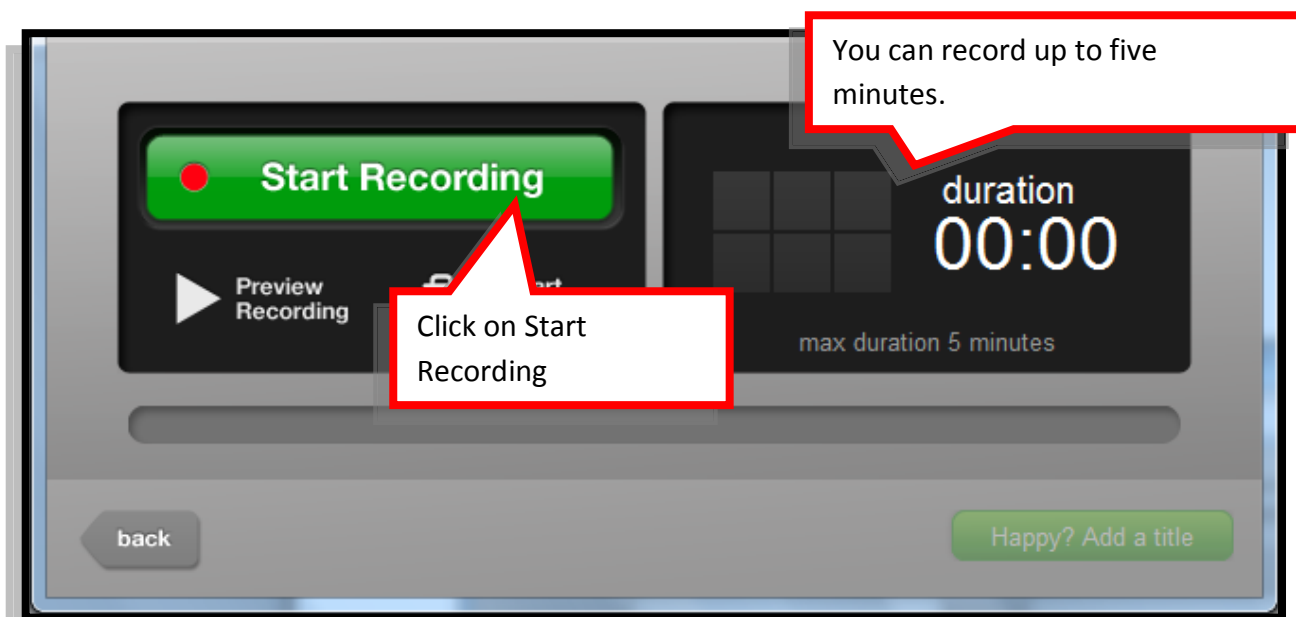 You can record up to five
minutes.
Start Recording
duration
00:00
Preview
Recording
Click on Start
Recording
max duration 5 minutes
back
Happy? Add a title